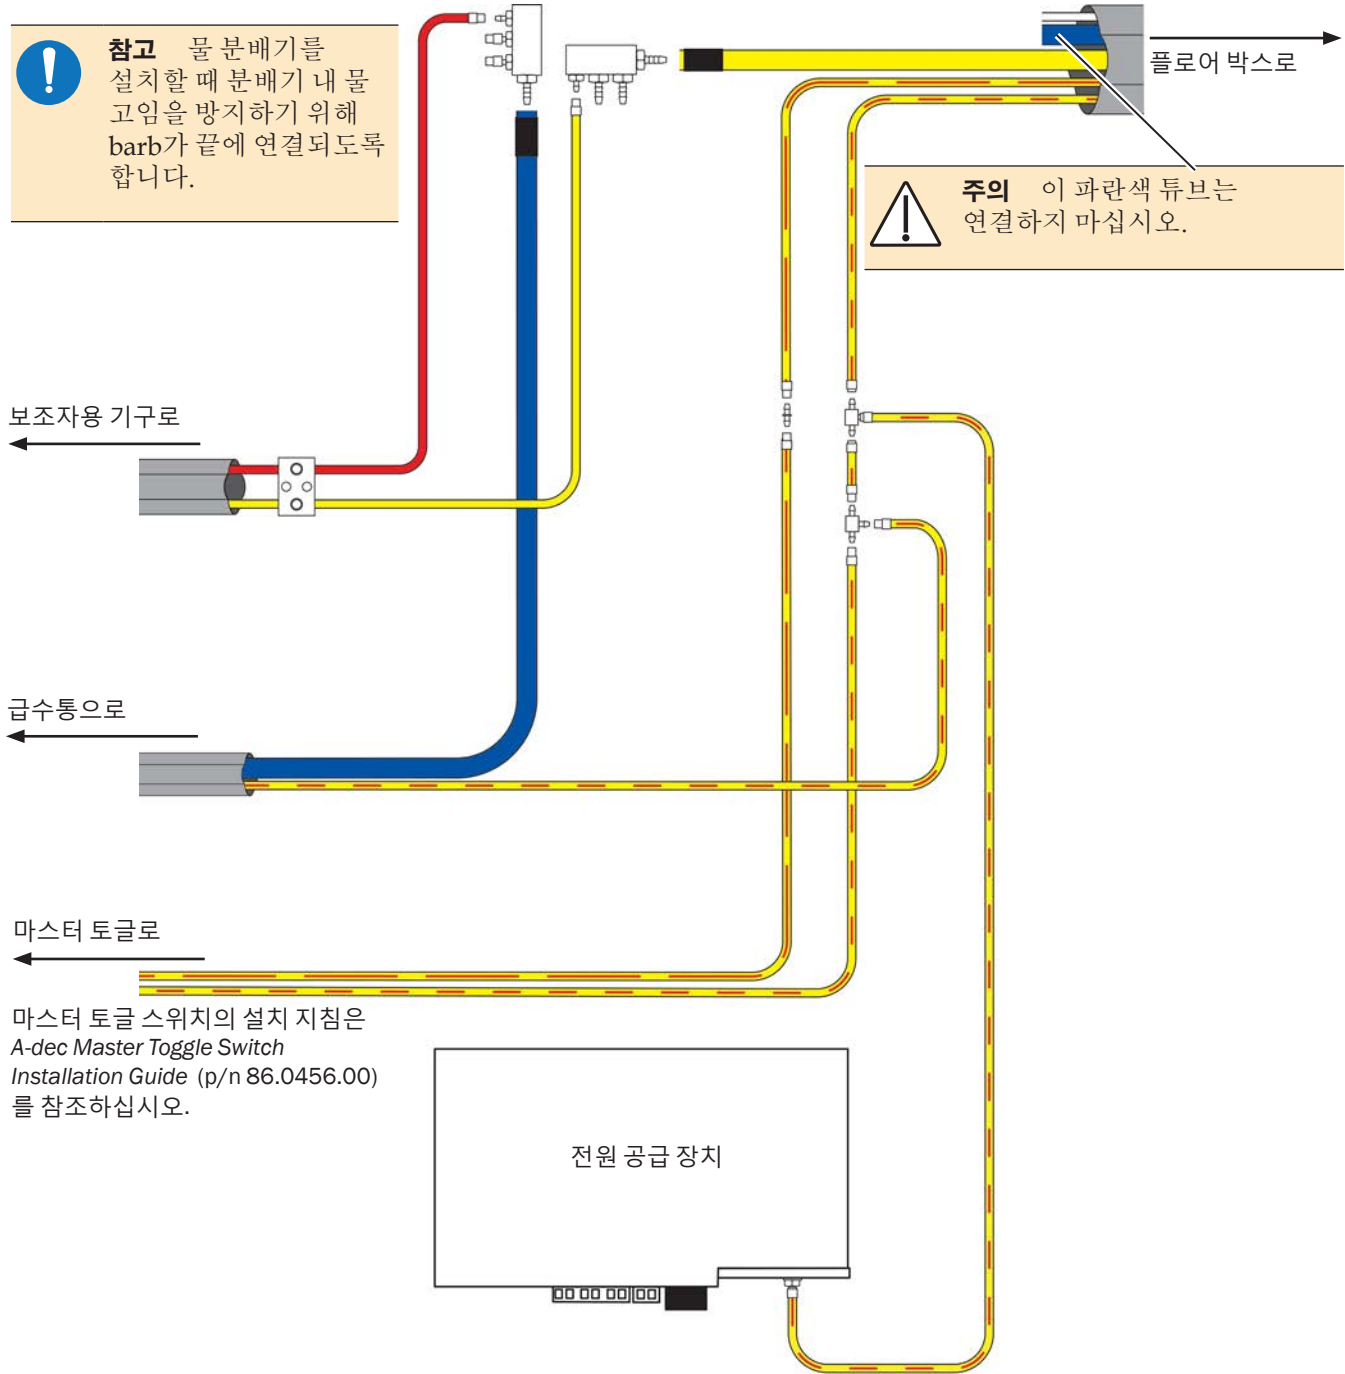 참고 물 분배기를
설치할 때 분배기 내 물
고임을 방지하기 위해
barb가 끝에 연결되도록
합니다.
플로어 박스로
주의 이 파란색 튜브는
연결하지 마십시오.
보조자용 기구로
급수통으로
마스터 토글로
마스터 토글 스위치의 설치 지침은
A-dec Master Toggle Switch
Installation Guide (p/n 86.0456.00)
를 참조하십시오.
전원 공급 장치